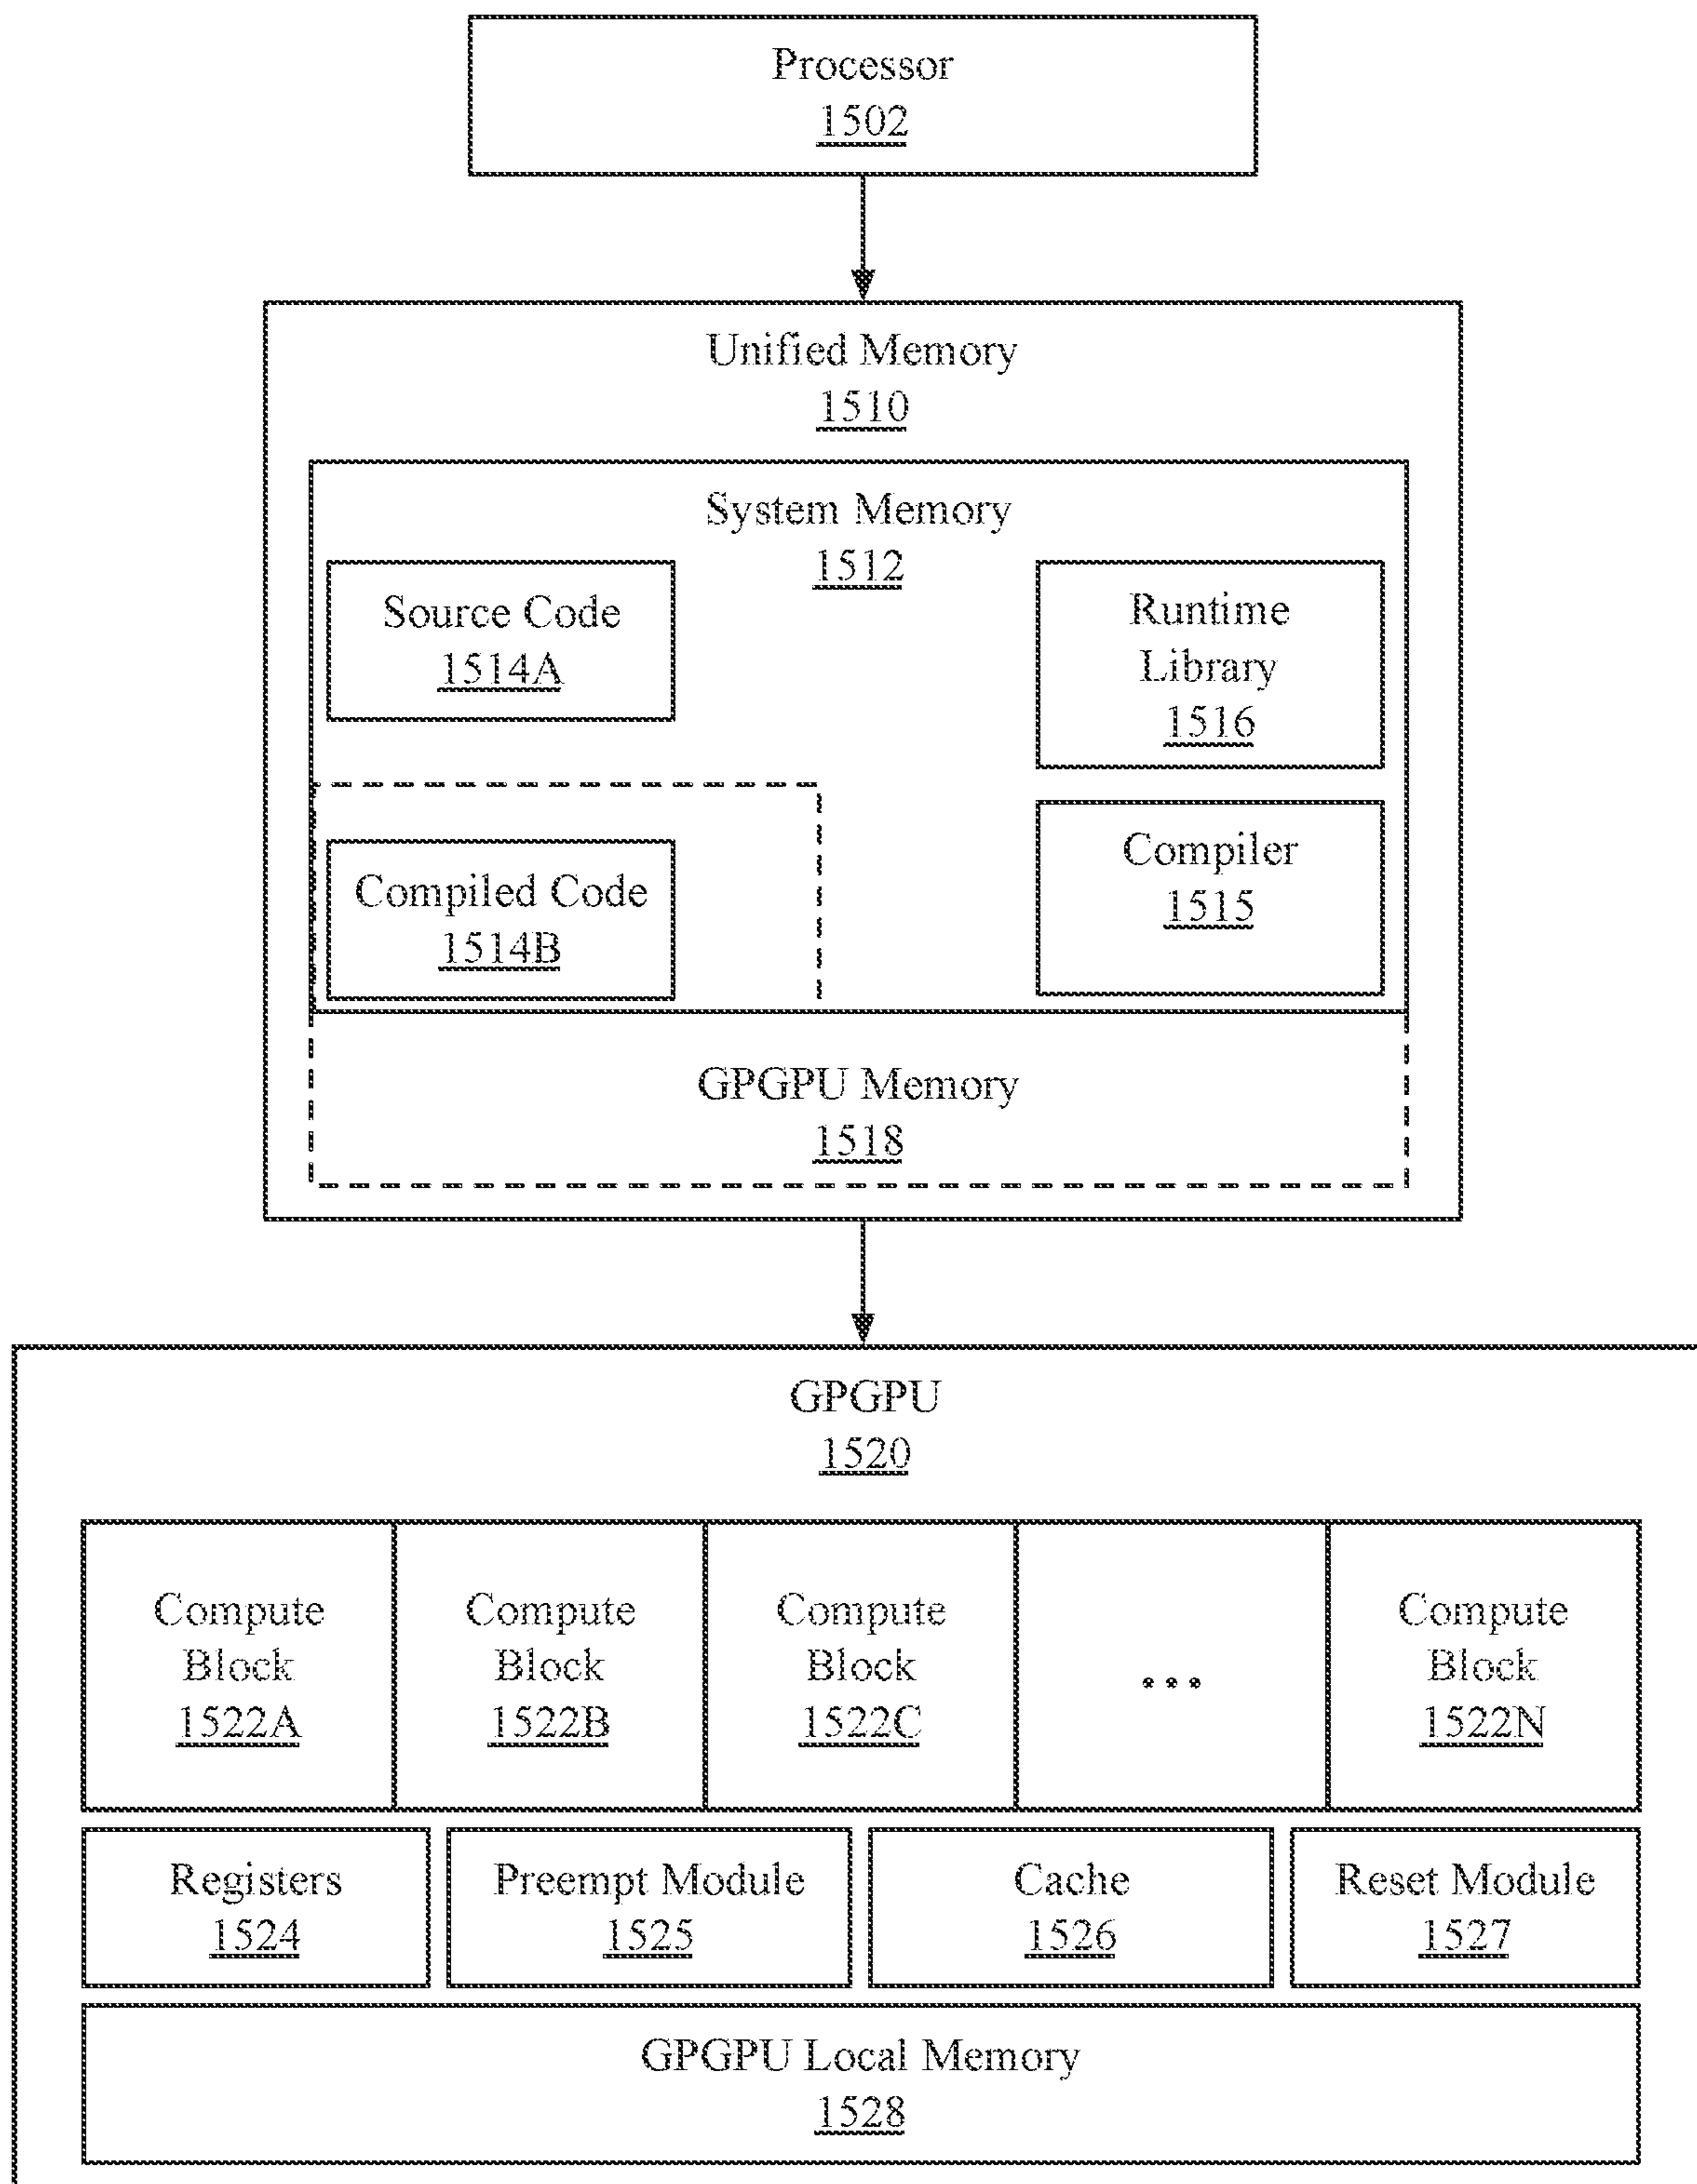 Processor
1502
Unified Memory
1510
System Memory
1512
Source Code
1514A
Runtime
Library
1516
Compiled Code
1514B
Compiler
1515
GPGPU Memory
1518
GPGPU
1520
Compute
Block
1522A
Compute
Block
1522B
Compute
Block
1522C
...
Compute
Block
1522N
Registers
1524
Preempt Module
1525
Cache
1526
Reset Module
1527
GPGPU Local Memory
1528